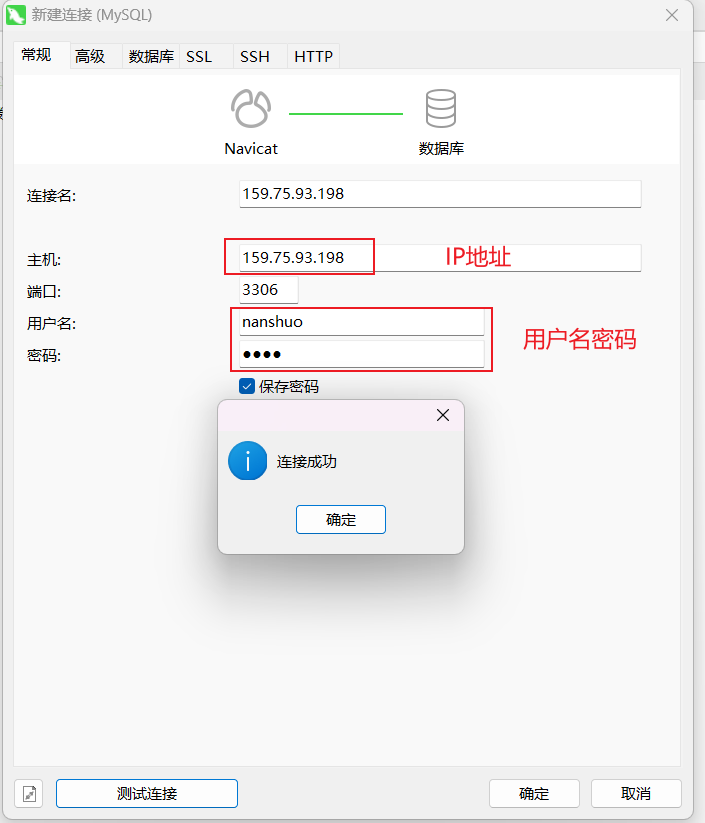 新建连接 (MySQL)
常规 高级 数据库 SSL SSH HTTP
Navicat 数据库
连接名: 159.75.93.198
主机: 159.75.93.198 IP地址
端口: 3306
用户名: nanshuo
用户名密码
密码: ●●●●
保存密码
连接成功
确定
测试连接 确定 取消